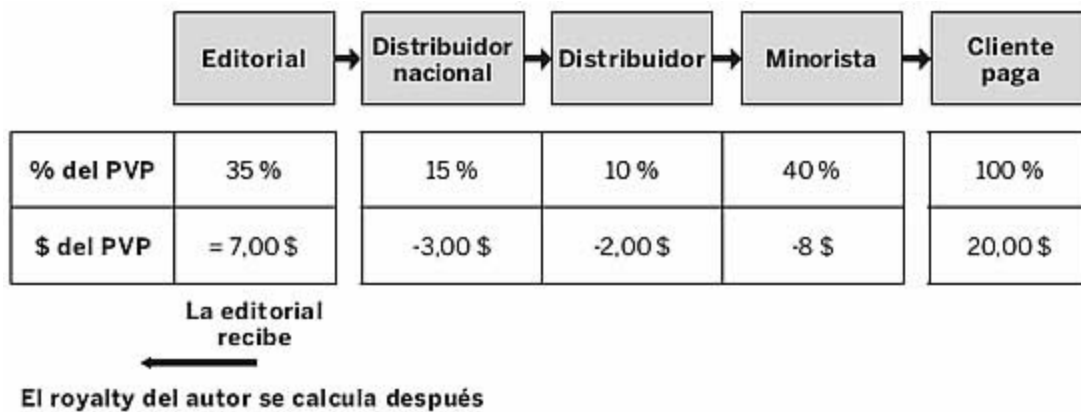 Editorial
Distribuidor
nacional
Distribuidor
Minorista
Cliente
paga
% del PVP
35 %
15 %
10 %
40 %
100 %
$ del PVP
= 7,00 $
-3,00 $
-2,00 $
-8 $
20,00 $
La editorial
recibe
El royalty del autor se calcula después